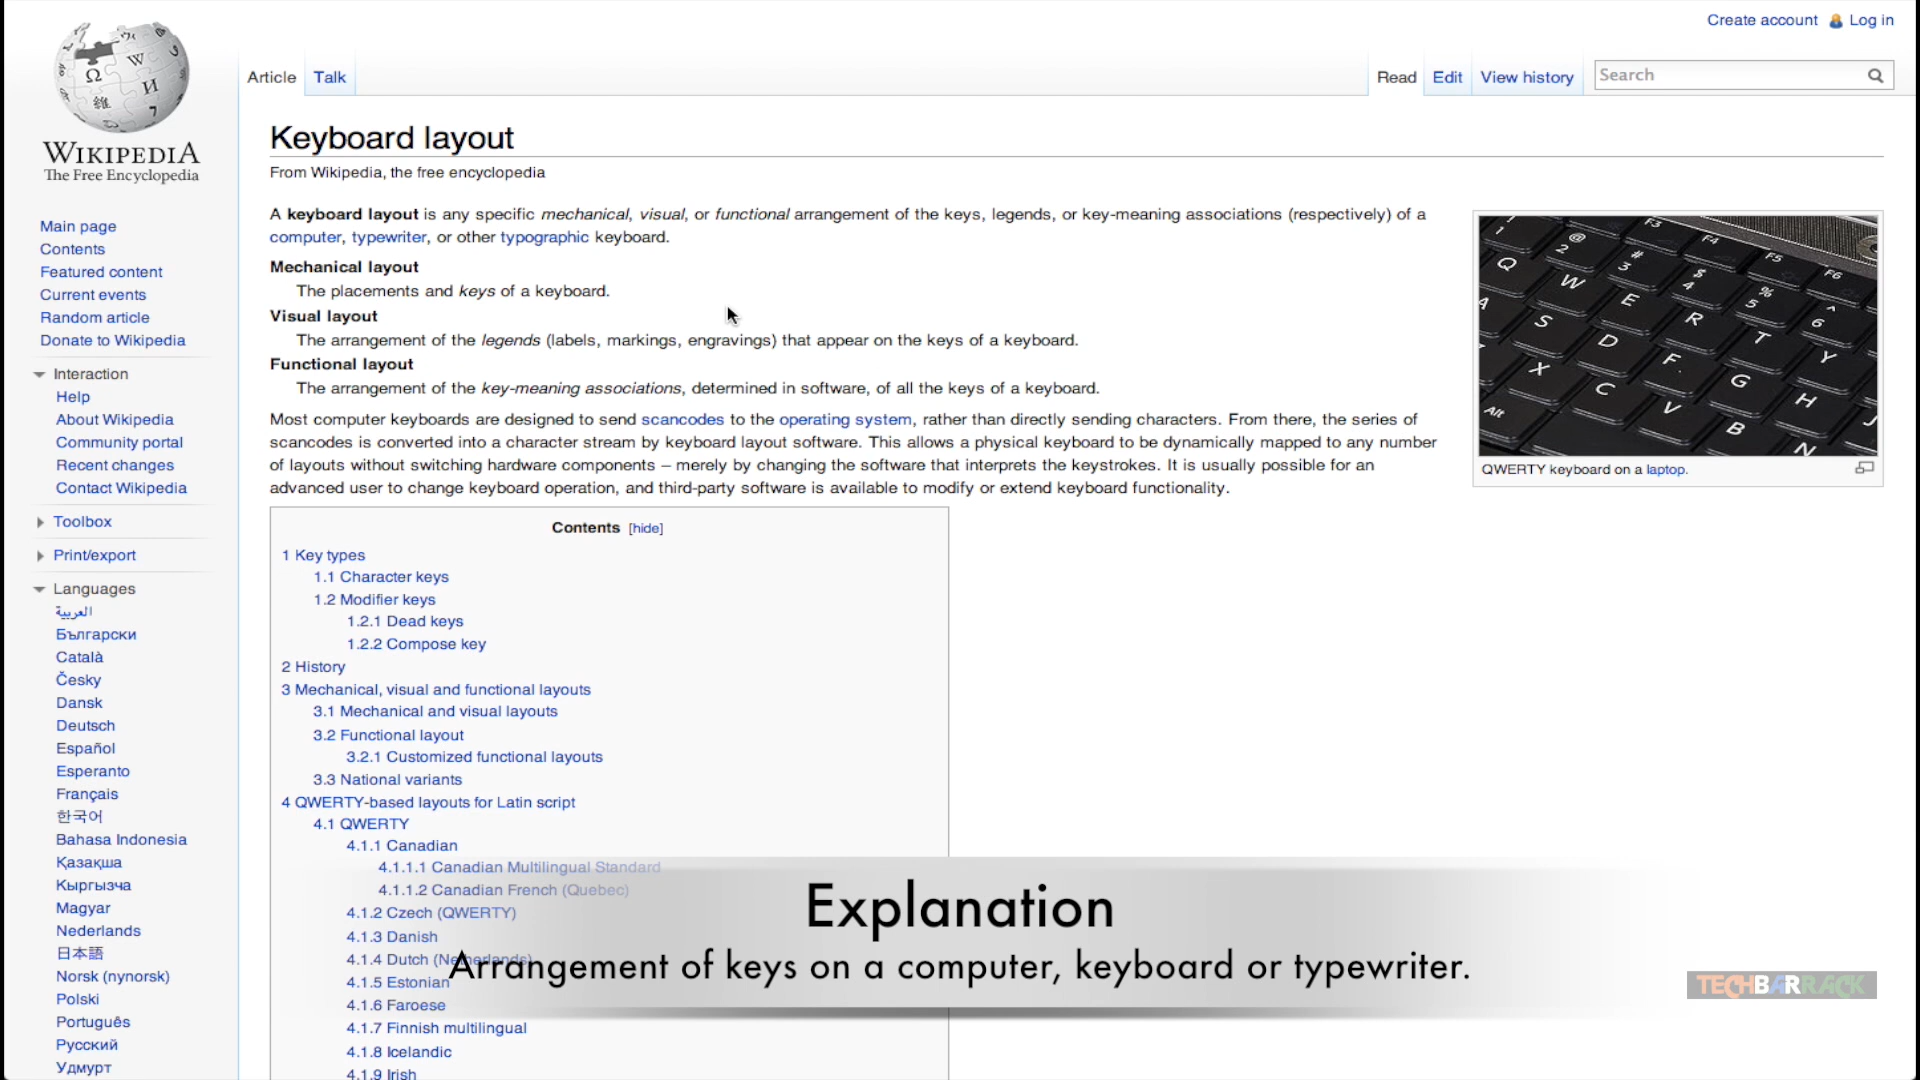 Create account Log in
Article Talk Read Edit View history Search
WIKIPEDIA
The Free Encyclopedia
Main page
Contents
Featured content
Current events
Random article
Donate to Wikipedia
Interaction
Help
About Wikipedia
Community portal
Recent changes
Contact Wikipedia
Toolbox
Print/export
Languages
العربية
Български
Català
Česky
Dansk
Deutsch
Español
Esperanto
Français
한국어
Bahasa Indonesia
Қазақша
Кыргызча
Magyar
Nederlands
日本語
Norsk (nynorsk)
Polski
Português
Русский
Удмурт
Keyboard layout
From Wikipedia, the free encyclopedia
A keyboard layout is any specific mechanical, visual, or functional arrangement of the keys, legends, or key-meaning associations (respectively) of a
computer, typewriter, or other typographic keyboard.
Mechanical layout
The placements and keys of a keyboard.
Visual layout
The arrangement of the legends (labels, markings, engravings) that appear on the keys of a keyboard.
Functional layout
The arrangement of the key-meaning associations, determined in software, of all the keys of a keyboard.
Most computer keyboards are designed to send scancodes to the operating system, rather than directly sending characters. From there, the series of
scancodes is converted into a character stream by keyboard layout software. This allows a physical keyboard to be dynamically mapped to any number
of layouts without switching hardware components – merely by changing the software that interprets the keystrokes. It is usually possible for an
advanced user to change keyboard operation, and third-party software is available to modify or extend keyboard functionality.
F3 F4 F5 F6
1 @ 2 # 3 $ 4 % 5 ^ 6
Q W E R T Y
A S D F G H J
X C V B N
Alt
QWERTY keyboard on a laptop.
Contents [hide]
1 Key types
1.1 Character keys
1.2 Modifier keys
1.2.1 Dead keys
1.2.2 Compose key
2 History
3 Mechanical, visual and functional layouts
3.1 Mechanical and visual layouts
3.2 Functional layout
3.2.1 Customized functional layouts
3.3 National variants
4 QWERTY-based layouts for Latin script
4.1 QWERTY
4.1.1 Canadian
4.1.1.1 Canadian Multilingual Standard
4.1.1.2 Canadian French (Quebec)
4.1.2 Czech (QWERTY)
4.1.3 Danish
4.1.4 Dutch (Netherlands)
4.1.5 Estonian
4.1.6 Faroese
4.1.7 Finnish multilingual
4.1.8 Icelandic
4.1.9 Irish
Explanation
Arrangement of keys on a computer, keyboard or typewriter.
TECHBARRACK